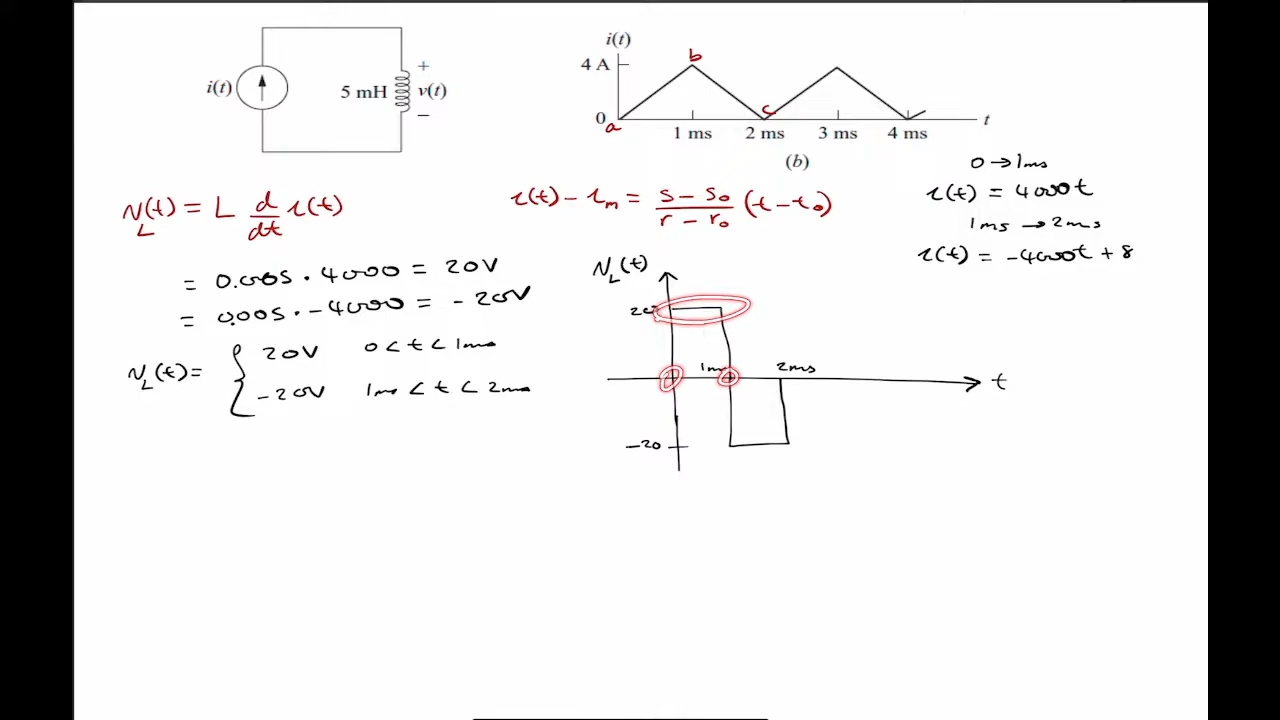 i(t)
5 mH
+
v(t)
−
i(t)
4 A
0
a
b
c
1 ms 2 ms 3 ms 4 ms
t
(b)
0 → 1ms
i(t) = 4000t
1ms → 2ms
i(t) = -4000t + 8
v_L(t) = L d/dt i(t)
= 0.005 · 4000 = 20V
= 0.005 · -4000 = -20V
v_L(t) = { 20V 0 < t < 1ms
-20V 1ms < t < 2ms
i(t) - i_m = (s - s₀)/(r - r₀) (t - t₀)
v_L(t)
20
1ms 2ms
t
-20